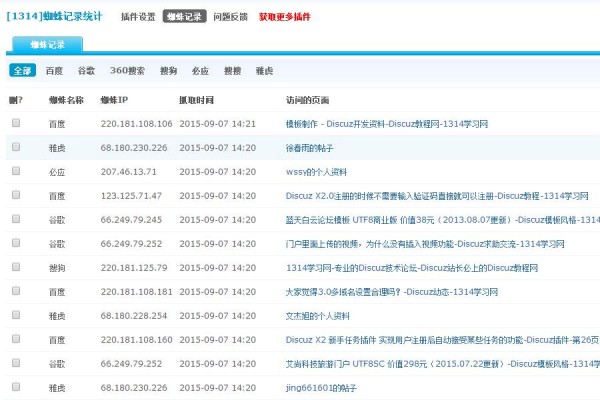 [1314]蜘蛛记录统计 插件设置 蜘蛛记录 问题反馈 获取更多插件
蜘蛛记录
全部 百度 谷歌 360搜索 搜狗 必应 搜搜 雅虎
删? 蜘蛛名称 蜘蛛IP 抓取时间 访问的页面
百度 220.181.108.106 2015-09-07 14:21 模板制作 - Discuz开发资料-Discuz教程网-1314学习网
雅虎 68.180.230.226 2015-09-07 14:20 徐春雨的帖子
必应 207.46.13.71 2015-09-07 14:20 wssy的个人资料
百度 123.125.71.47 2015-09-07 14:20 Discuz X2.0注册的时候不需要输入验证码直接就可以注册-Discuz教程-1314学习网
谷歌 66.249.79.245 2015-09-07 14:20 蓝天白云论坛模板 UTF8商业版 价值38元（2013.08.07更新）-Discuz模板风格-1314
谷歌 66.249.79.252 2015-09-07 14:20 门户里面上传的视频，为什么没有插入视频功能-Discuz求助交流-1314学习网
搜狗 220.181.125.79 2015-09-07 14:20 1314学习网-专业的Discuz技术论坛-Discuz站长必上的Discuz教程网
百度 220.181.108.181 2015-09-07 14:20 大家觉得3.0多域名设置合理吗？-Discuz动态-1314学习网
雅虎 68.180.228.254 2015-09-07 14:20 文杰旭的个人资料
百度 220.181.108.160 2015-09-07 14:20 Discuz X2 新手任务插件 实现用户注册后自动接受某些任务的功能-Discuz插件-第26页
谷歌 66.249.79.252 2015-09-07 14:20 艾尚科技旅游门户 UTF8SC 价值298元（2015.07.22更新）-Discuz模板风格-1314学
雅虎 68.180.230.226 2015-09-07 14:20 jing661601的帖子